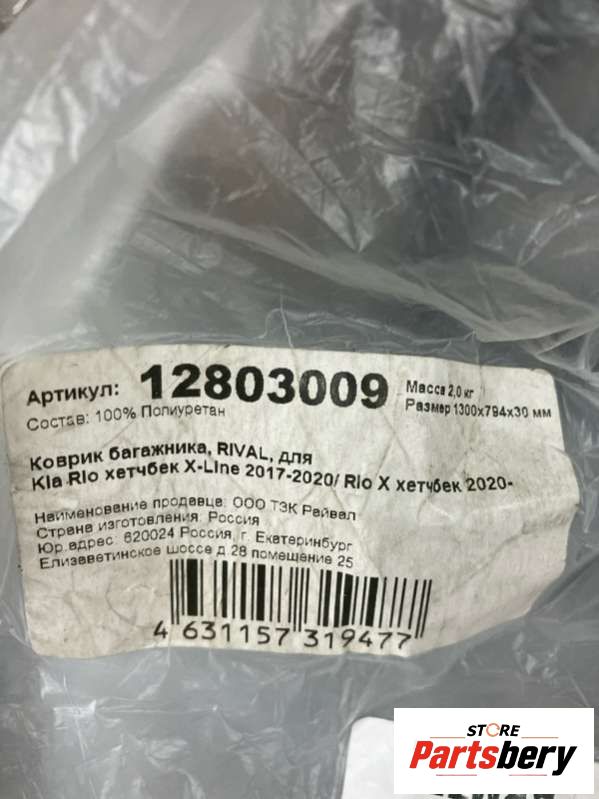 Артикул: 12803009
Масса 2,0 кг
Размер 1300x794x30 мм
Состав: 100% Полиуретан
Коврик багажника, RIVAL, для
Kia Rio хетчбек X-Line 2017-2020/ Rio X хетчбек 2020-
Наименование продавца: ООО ТЗК Рейвал
Страна изготовления: Россия
Юр.адрес: 620024 Россия, г. Екатеринбург
Елизаветинское шоссе д.28 помещение 25
4 631157 319477
STORE
Partsbery